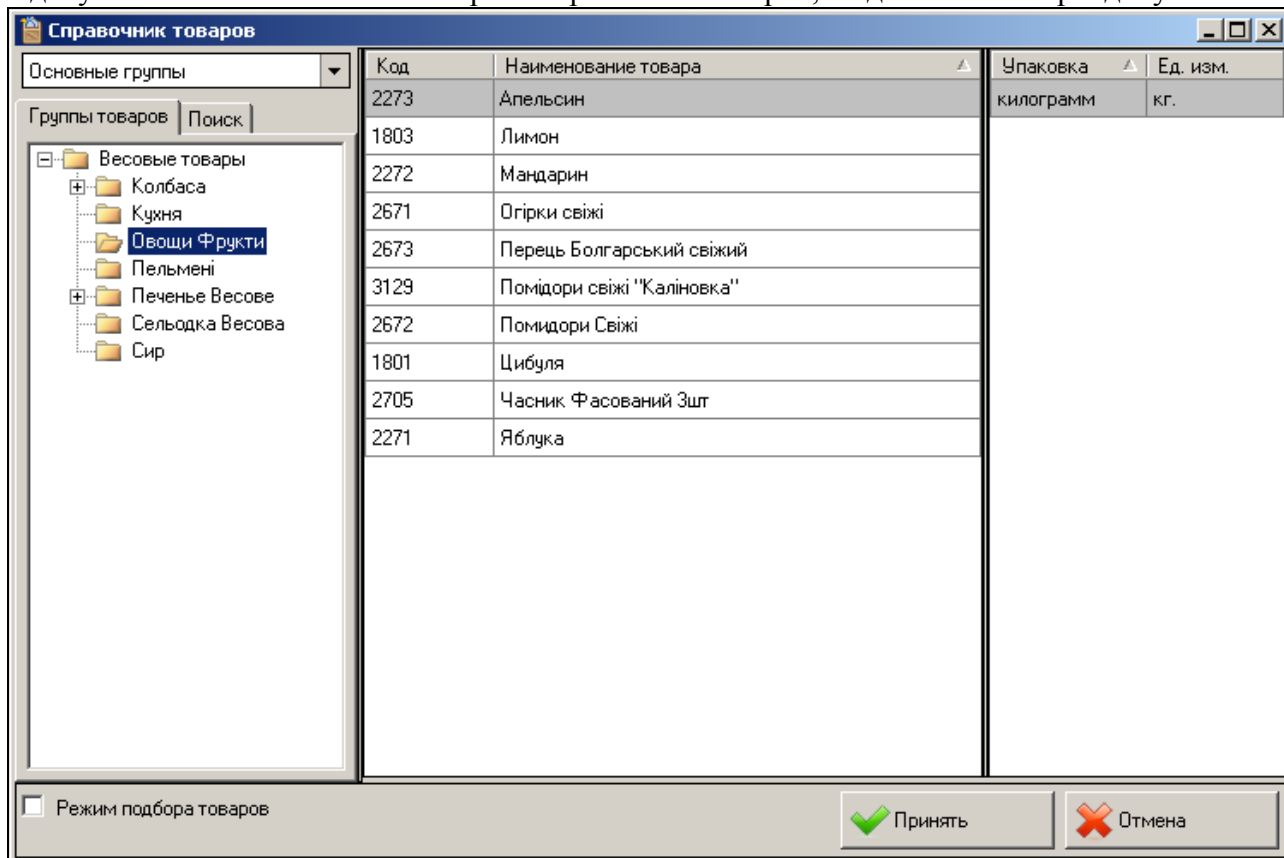 Справочник товаров
Основные группы
Группы товаров Поиск
Весовые товары
Колбаса
Кухня
Овощи Фрукти
Пельмені
Печенье Весове
Сельодка Весова
Сир
Код Наименование товара
2273 Апельсин
1803 Лимон
2272 Мандарин
2671 Огірки свіжі
2673 Перець Болгарський свіжий
3129 Помідори свіжі "Каліновка"
2672 Помидори Свіжі
1801 Цибуля
2705 Часник Фасований 3шт
2271 Яблука
Упаковка Ед. изм.
килограмм кг.
Режим подбора товаров
Принять
Отмена